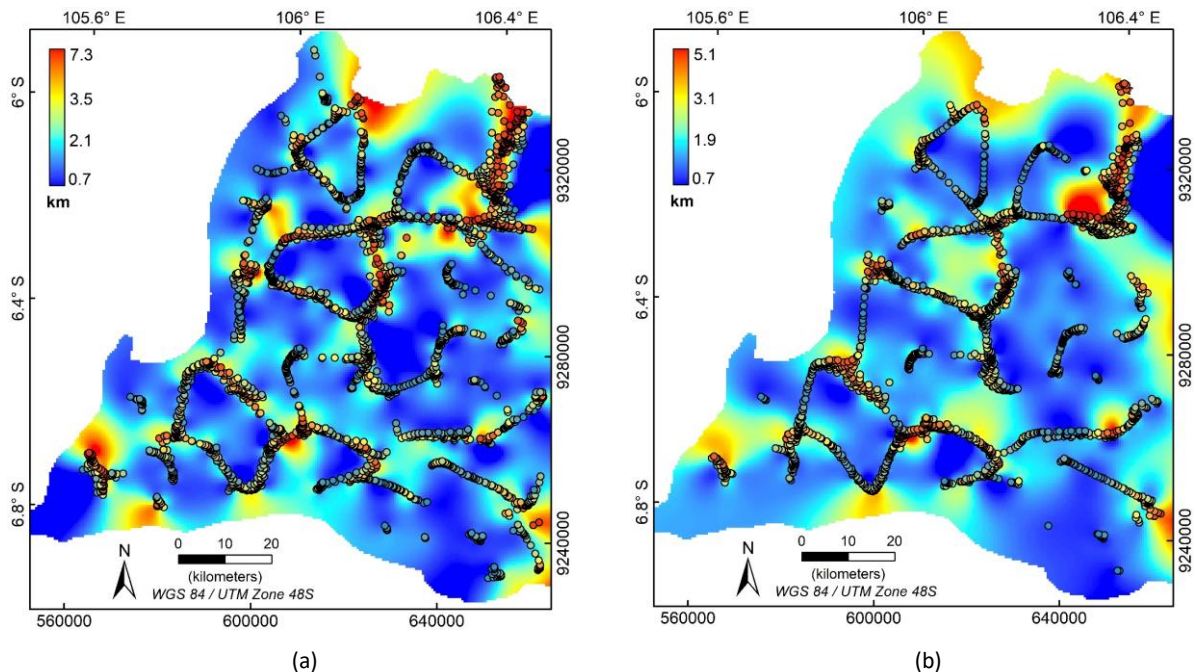 105.6° E 106° E 106.4° E
7.3
3.5
2.1
0.7
km
6° S
6.4° S
6.8° S
9320000
9280000
9240000
N
0 10 20
(kilometers)
WGS 84 / UTM Zone 48S
560000 600000 640000
(a)
105.6° E 106° E 106.4° E
5.1
3.1
1.9
0.7
km
6° S
6.4° S
6.8° S
9320000
9280000
9240000
N
0 10 20
(kilometers)
WGS 84 / UTM Zone 48S
560000 600000 640000
(b)